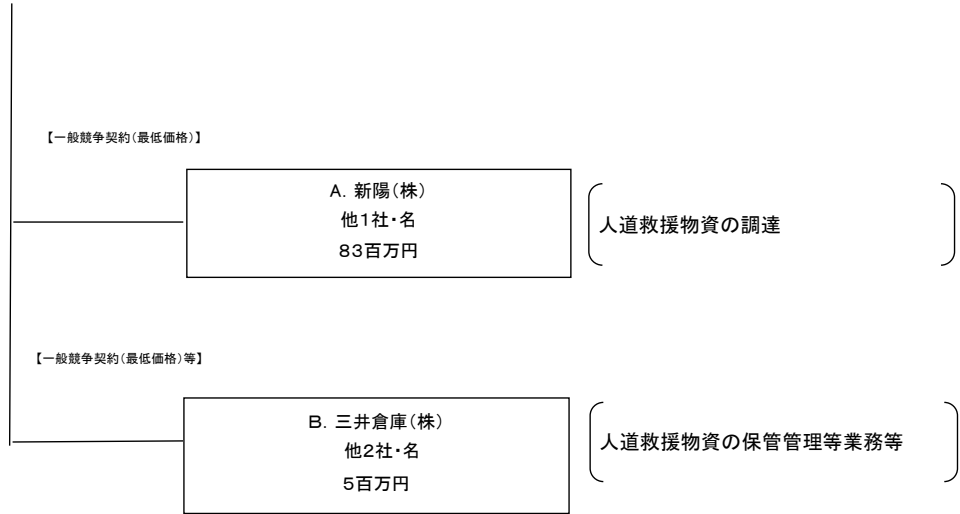 【一般競争契約(最低価格)】
A. 新陽(株)
他1社・名
83百万円
人道救援物資の調達
【一般競争契約(最低価格)等】
B. 三井倉庫(株)
他2社・名
5百万円
人道救援物資の保管管理等業務等